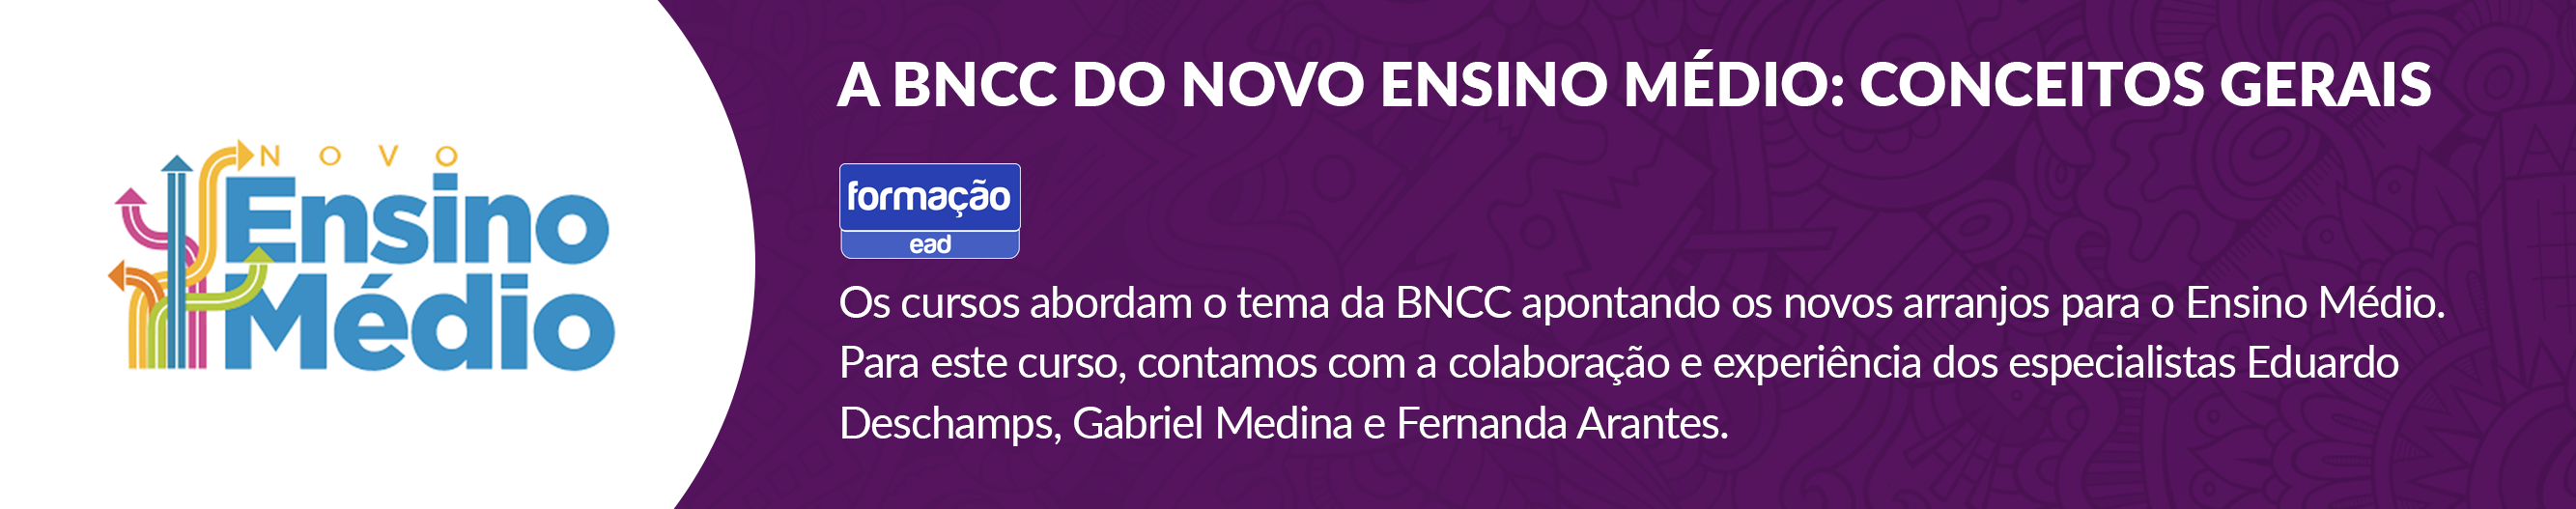 NOVO
Ensino
Médio
A BNCC DO NOVO ENSINO MÉDIO: CONCEITOS GERAIS
formação
ead
Os cursos abordam o tema da BNCC apontando os novos arranjos para o Ensino Médio.
Para este curso, contamos com a colaboração e experiência dos especialistas Eduardo
Deschamps, Gabriel Medina e Fernanda Arantes.